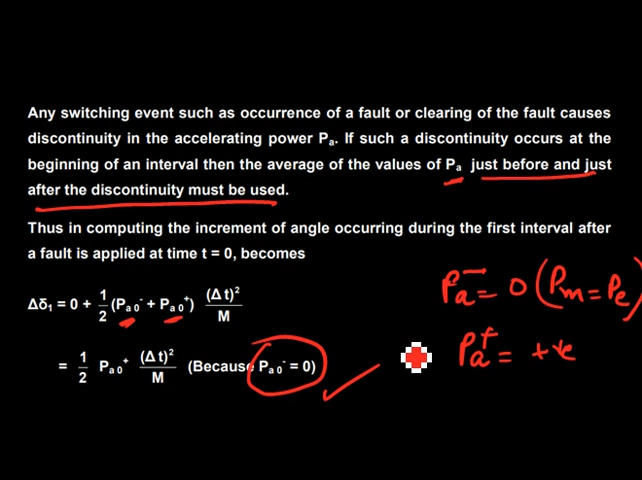 Any switching event such as occurrence of a fault or clearing of the fault causes
discontinuity in the accelerating power Pₐ. If such a discontinuity occurs at the
beginning of an interval then the average of the values of Pₐ just before and just
after the discontinuity must be used.
Thus in computing the increment of angle occurring during the first interval after
a fault is applied at time t = 0, becomes
Δδ₁ = 0 + 1/2 (Pₐ₀⁻ + Pₐ₀⁺) (Δt)²/M
= 1/2 Pₐ₀⁺ (Δt)²/M (Because Pₐ₀⁻ = 0)
Pₐ⁻ = 0 (Pm = Pe)
Pₐ⁺ = +ve